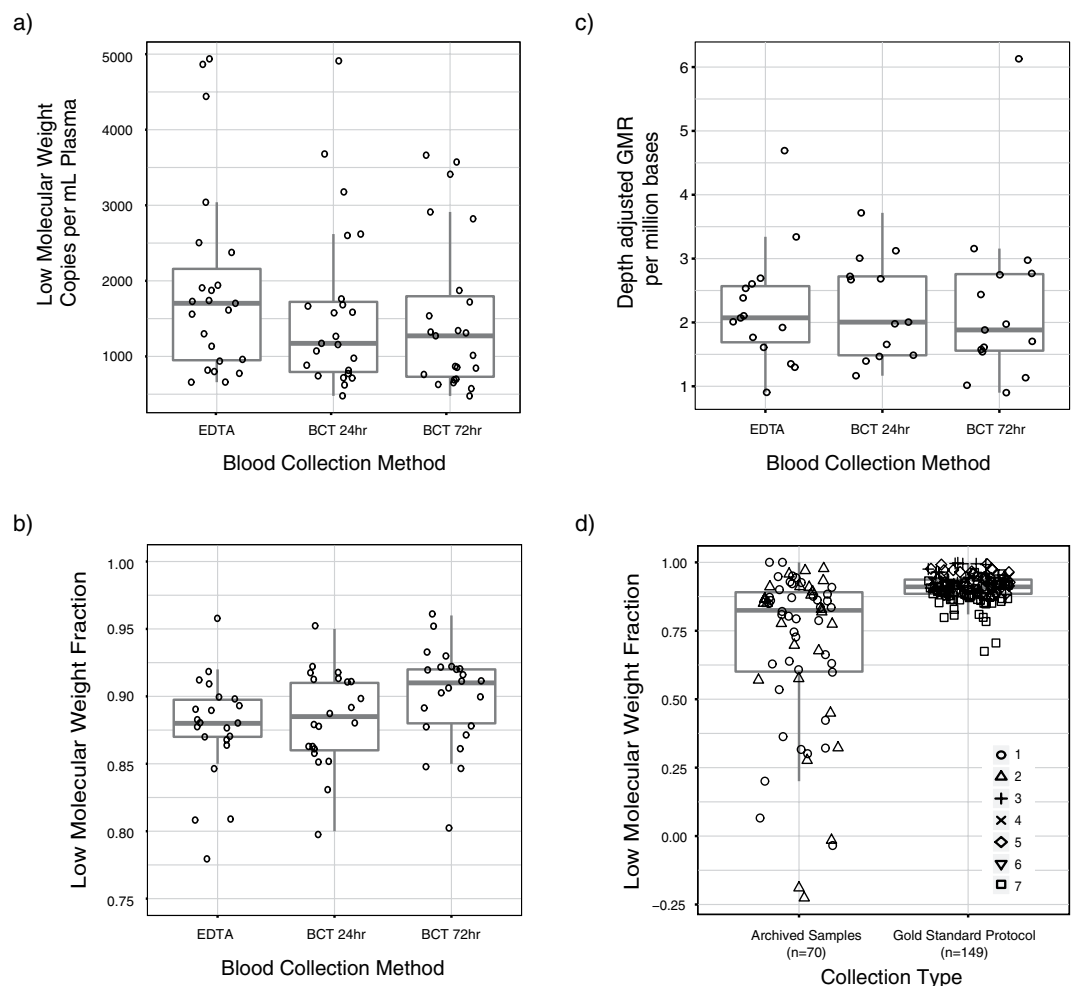 a)
5000
4000
3000
2000
1000
Low Molecular Weight
Copies per mL Plasma
EDTA
BCT 24hr
BCT 72hr
Blood Collection Method
c)
6
5
4
3
2
1
Depth adjusted GMR
per million bases
EDTA
BCT 24hr
BCT 72hr
Blood Collection Method
b)
1.00
0.95
0.90
0.85
0.80
0.75
Low Molecular Weight Fraction
EDTA
BCT 24hr
BCT 72hr
Blood Collection Method
d)
1.00
0.75
0.50
0.25
0.00
−0.25
Low Molecular Weight Fraction
1
2
3
4
5
6
7
Archived Samples
(n=70)
Gold Standard Protocol
(n=149)
Collection Type